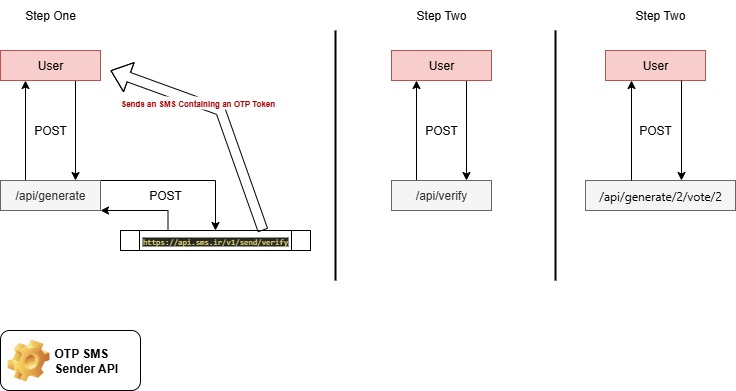 Step One
Step Two
Step Two
User
User
User
Sends an SMS Containing an OTP Token
POST
POST
POST
/api/generate
POST
/api/verify
/api/generate/2/vote/2
https://api.sms.ir/v1/send/verify
OTP SMS
Sender API